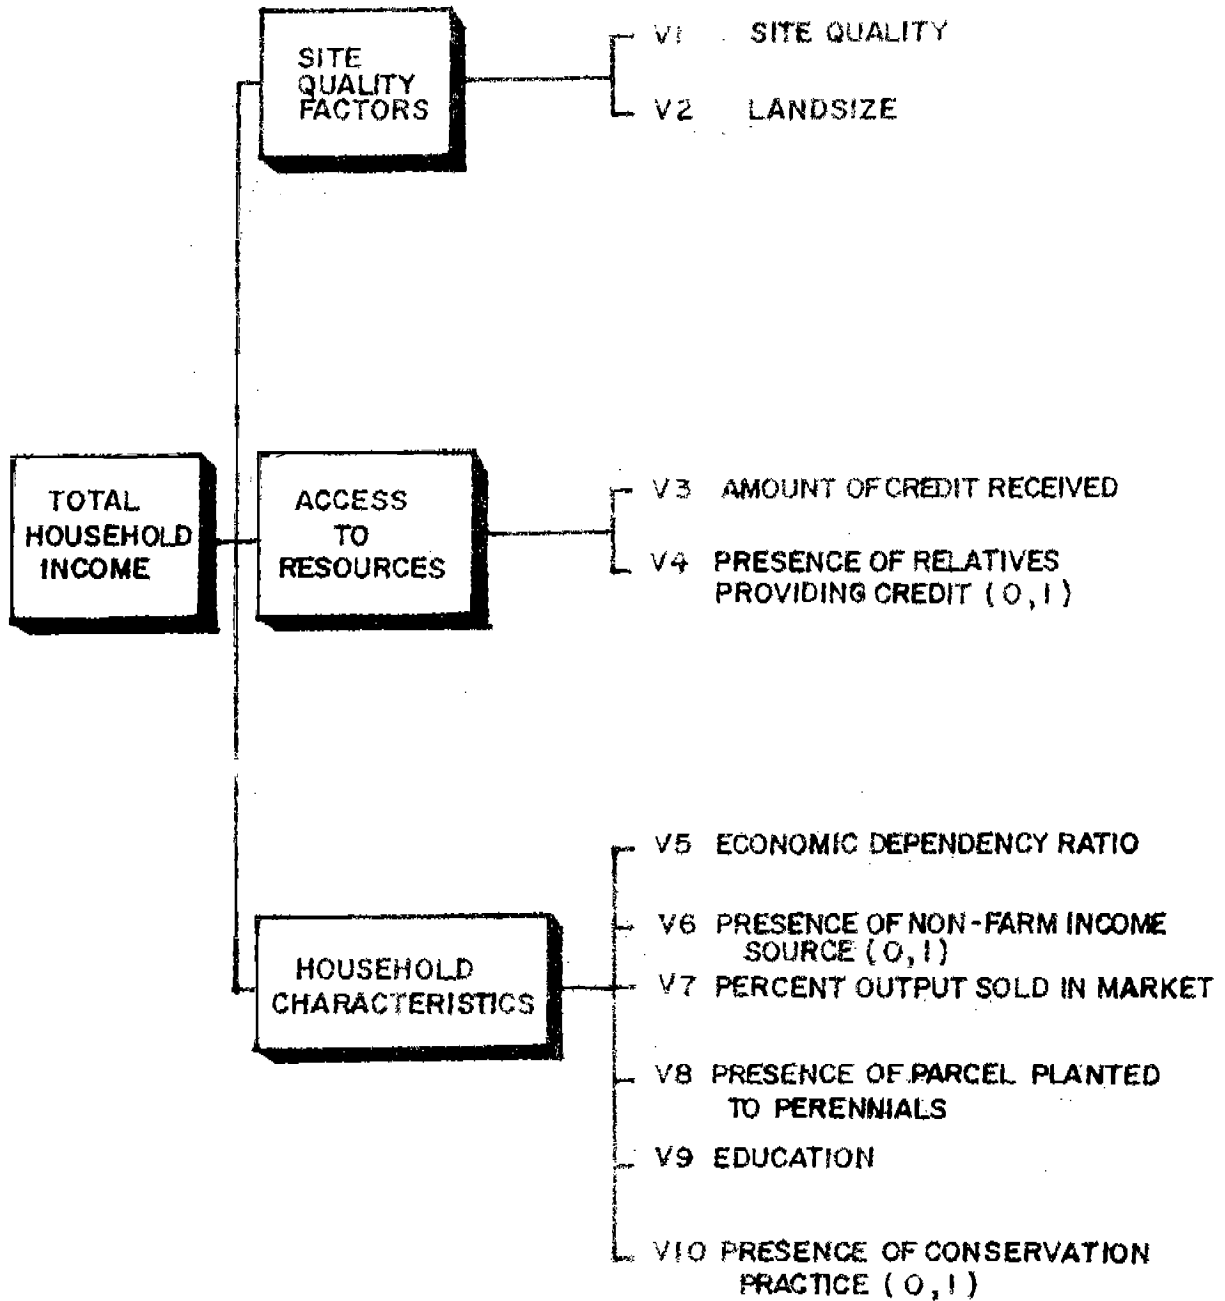 SITE
QUALITY
FACTORS
V1 SITE QUALITY
V2 LANDSIZE
TOTAL
HOUSEHOLD
INCOME
ACCESS
TO
RESOURCES
V3 AMOUNT OF CREDIT RECEIVED
V4 PRESENCE OF RELATIVES
PROVIDING CREDIT (0,1)
HOUSEHOLD
CHARACTERISTICS
V5 ECONOMIC DEPENDENCY RATIO
V6 PRESENCE OF NON-FARM INCOME
SOURCE (0,1)
V7 PERCENT OUTPUT SOLD IN MARKET
V8 PRESENCE OF PARCEL PLANTED
TO PERENNIALS
V9 EDUCATION
V10 PRESENCE OF CONSERVATION
PRACTICE (0,1)